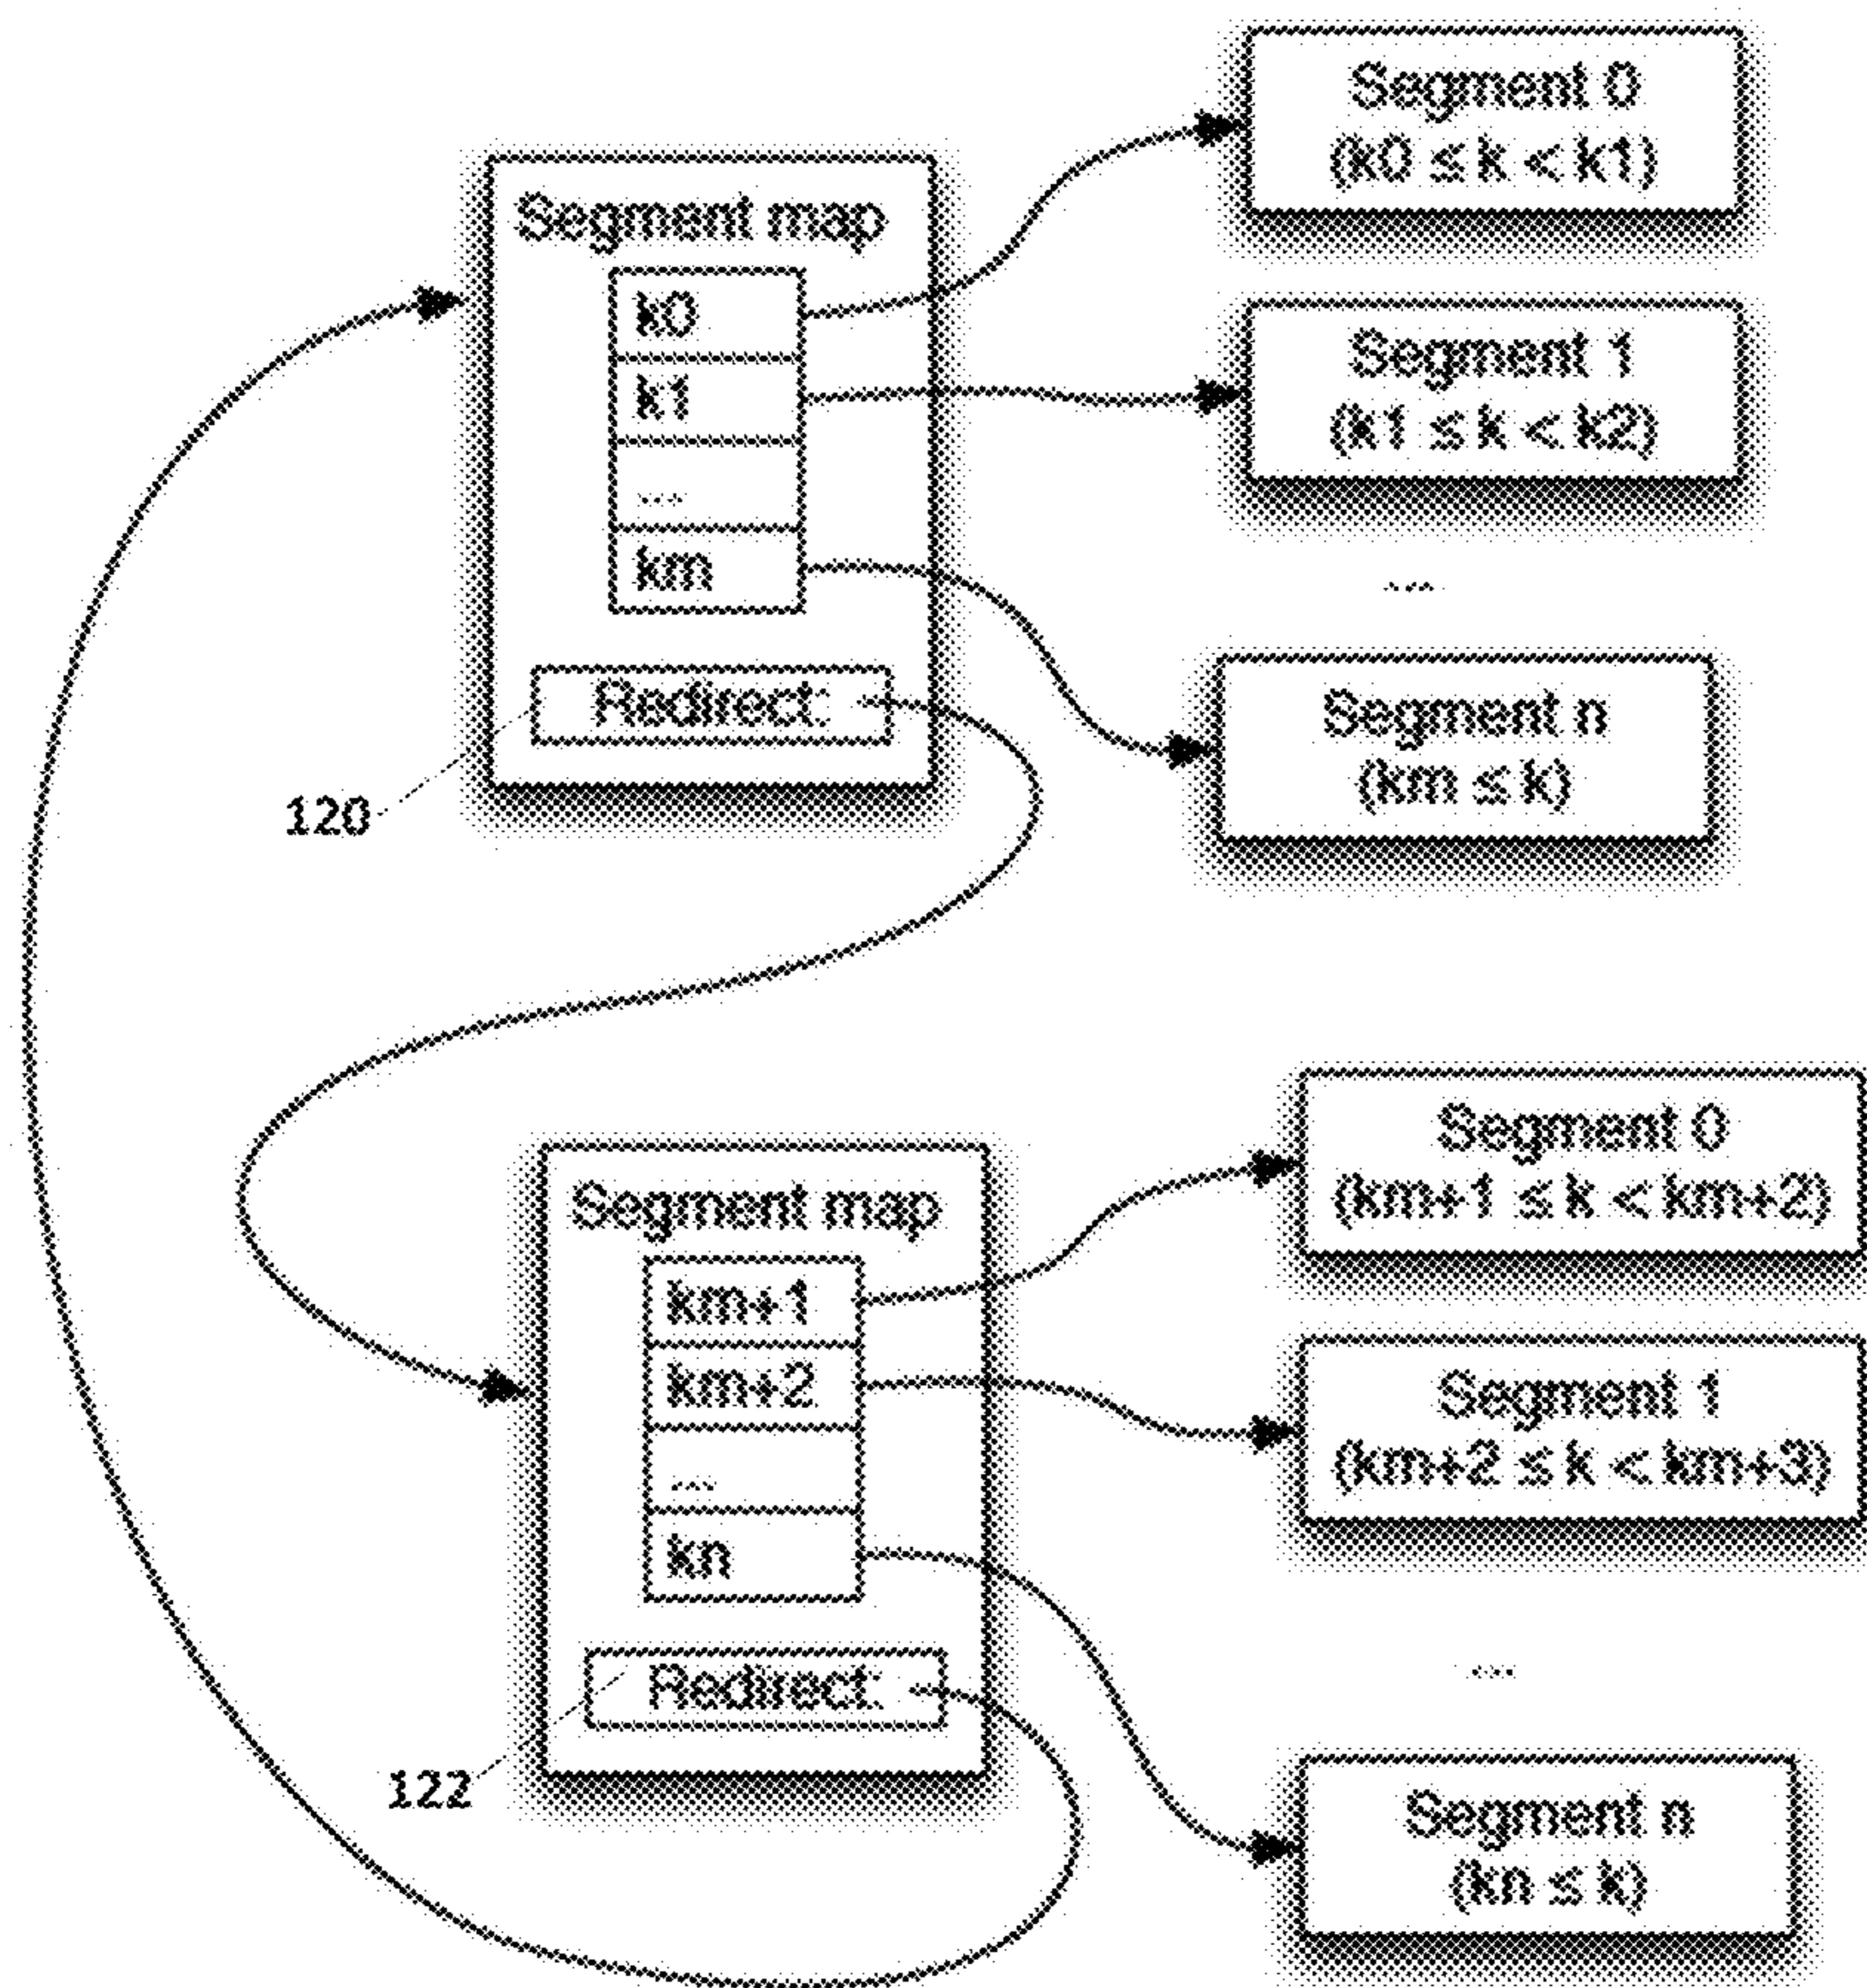 Segment 0
(k0 ≤ k < k1)
Segment map
k0
k1
...
km
Redirect:
120
Segment 1
(k1 ≤ k < k2)
...
Segment n
(km ≤ k)
Segment map
km+1
km+2
...
kn
Redirect:
122
Segment 0
(km+1 ≤ k < km+2)
Segment 1
(km+2 ≤ k < km+3)
...
Segment n
(kn ≤ k)